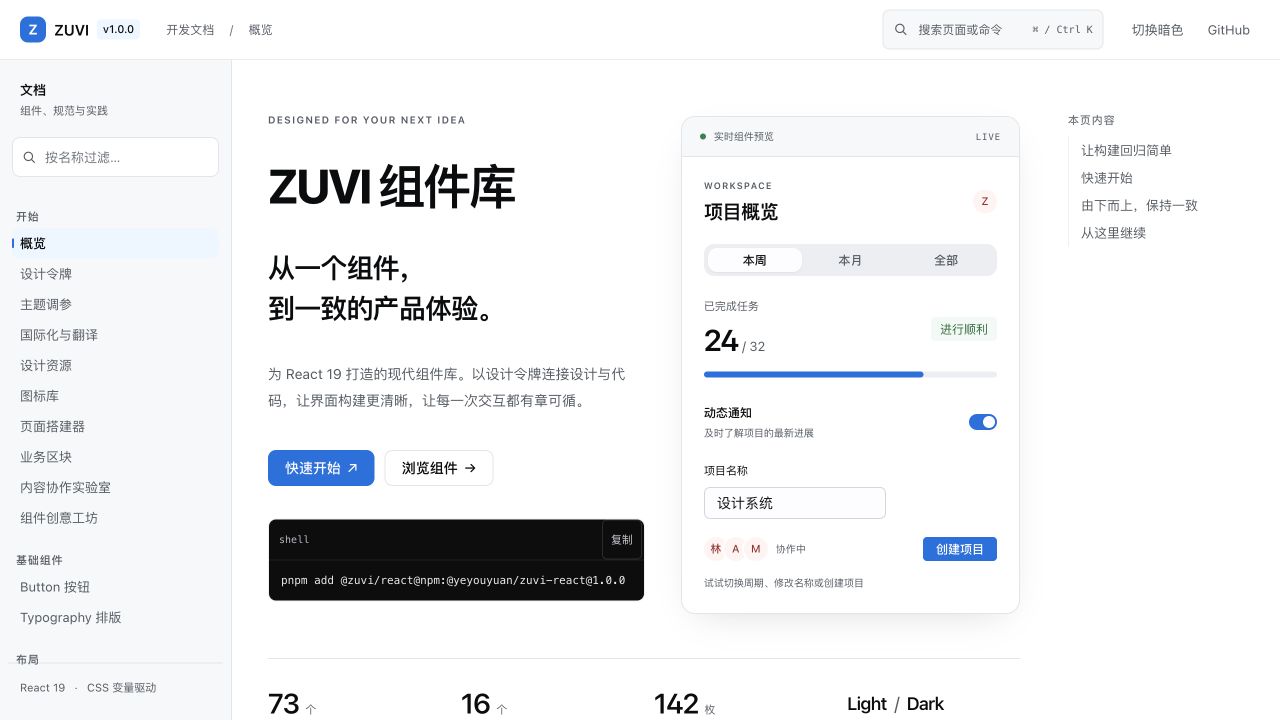 Z ZUVI v1.0.0 开发文档 / 概览 搜索页面或命令 ⌘ / Ctrl K 切换暗色 GitHub
文档
组件、规范与实践
按名称过滤...
开始
概览
设计令牌
主题调参
国际化与翻译
设计资源
图标库
页面搭建器
业务区块
内容协作实验室
组件创意工坊
基础组件
Button 按钮
Typography 排版
布局
React 19 · CSS 变量驱动
DESIGNED FOR YOUR NEXT IDEA
ZUVI 组件库
从一个组件，
到一致的产品体验。
为 React 19 打造的现代组件库。以设计令牌连接设计与代
码，让界面构建更清晰，让每一次交互都有章可循。
快速开始 ↗ 浏览组件 →
shell 复制
pnpm add @zuvi/react@npm:@yeyouyuan/zuvi-react@1.0.0
实时组件预览 LIVE
WORKSPACE
项目概览 Z
本周 本月 全部
已完成任务
24 / 32 进行顺利
动态通知
及时了解项目的最新进展
项目名称
设计系统
林 A M 协作中 创建项目
试试切换周期、修改名称或创建项目
73 个 16 个 142 枚 Light / Dark
本页内容
让构建回归简单
快速开始
由下而上，保持一致
从这里继续